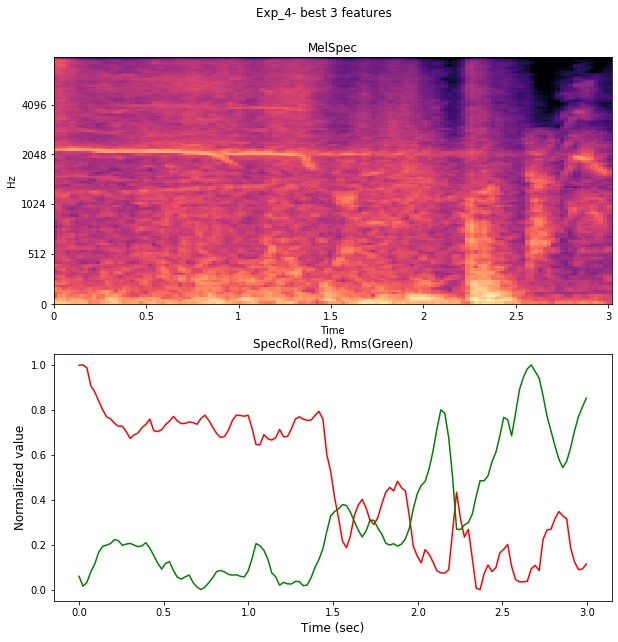 Exp_4- best 3 features
MelSpec
4096
2048
1024
512
0
Hz
0 0.5 1 1.5 2 2.5 3
Time
SpecRol(Red), Rms(Green)
1.0
0.8
0.6
0.4
0.2
0.0
Normalized value
0.0 0.5 1.0 1.5 2.0 2.5 3.0
Time (sec)